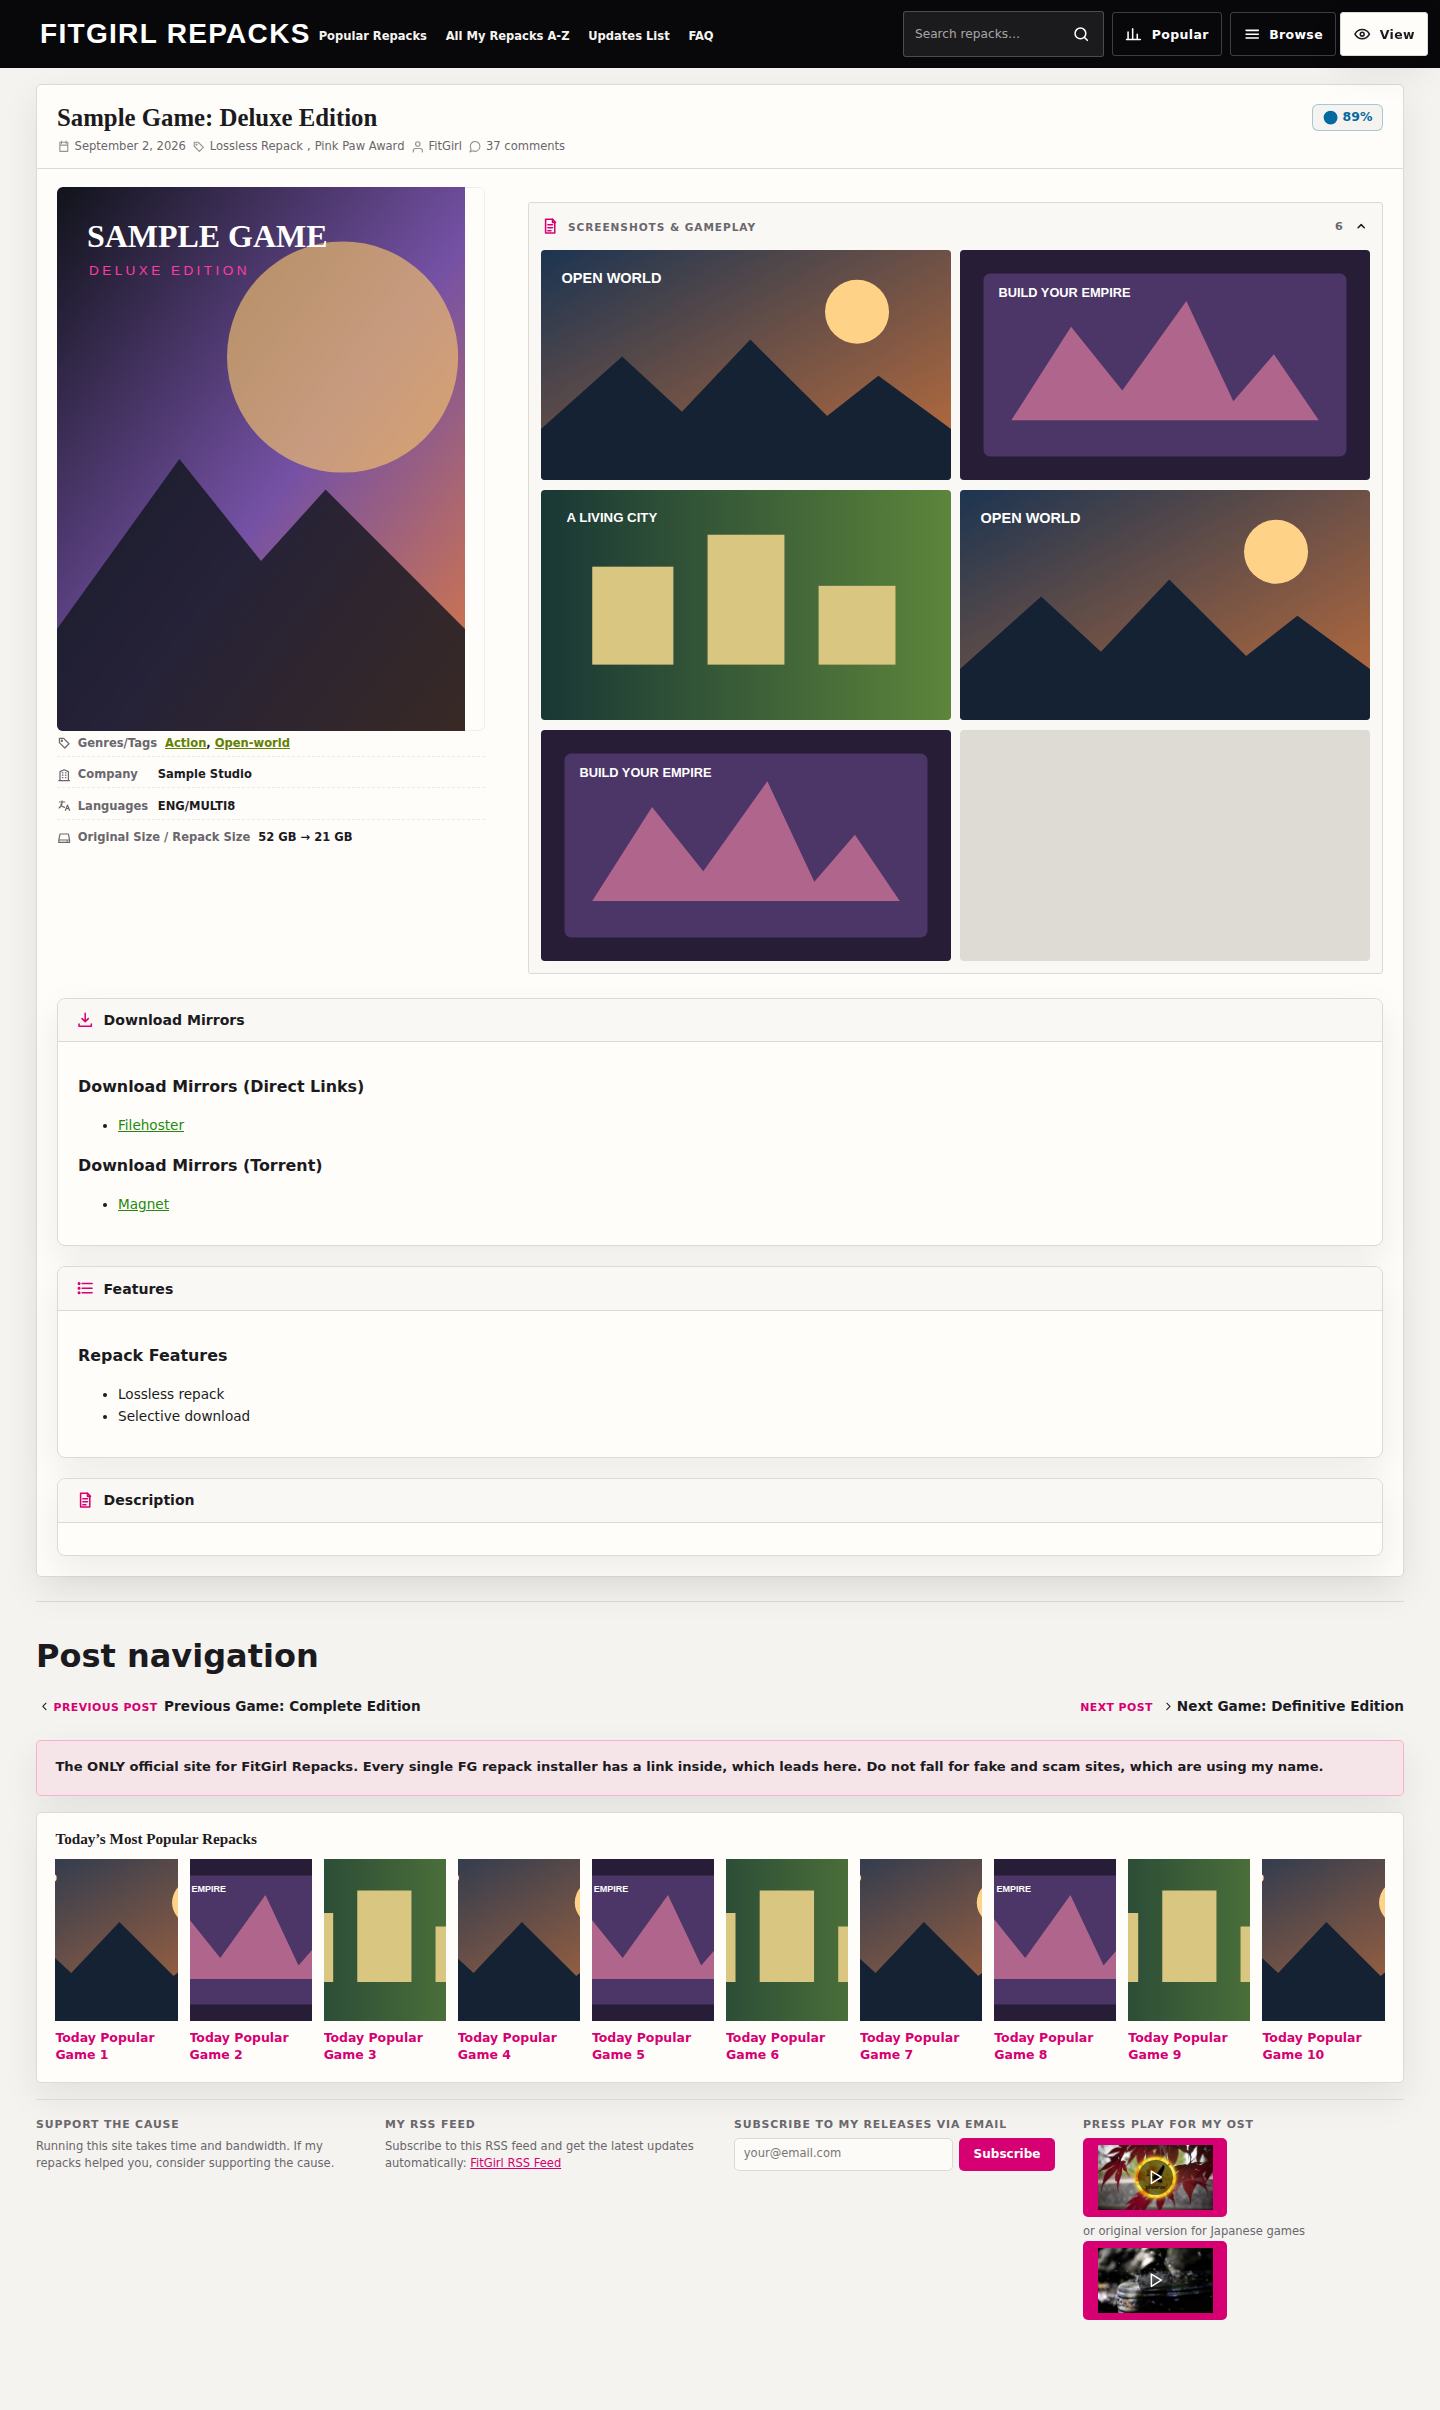 FITGIRL REPACKS Popular Repacks All My Repacks A-Z Updates List FAQ Search repacks... Popular Browse View
Sample Game: Deluxe Edition 89%
September 2, 2026 Lossless Repack , Pink Paw Award FitGirl 37 comments
SAMPLE GAME
DELUXE EDITION
Genres/Tags Action, Open-world
Company Sample Studio
Languages ENG/MULTI8
Original Size / Repack Size 52 GB → 21 GB
SCREENSHOTS & GAMEPLAY 6
OPEN WORLD
BUILD YOUR EMPIRE
A LIVING CITY
OPEN WORLD
BUILD YOUR EMPIRE
Download Mirrors
Download Mirrors (Direct Links)
• Filehoster
Download Mirrors (Torrent)
• Magnet
Features
Repack Features
• Lossless repack
• Selective download
Description
Post navigation
PREVIOUS POST Previous Game: Complete Edition
NEXT POST Next Game: Definitive Edition
The ONLY official site for FitGirl Repacks. Every single FG repack installer has a link inside, which leads here. Do not fall for fake and scam sites, which are using my name.
Today’s Most Popular Repacks
EMPIRE
EMPIRE
EMPIRE
Today Popular
Game 1
Today Popular
Game 2
Today Popular
Game 3
Today Popular
Game 4
Today Popular
Game 5
Today Popular
Game 6
Today Popular
Game 7
Today Popular
Game 8
Today Popular
Game 9
Today Popular
Game 10
SUPPORT THE CAUSE
Running this site takes time and bandwidth. If my
repacks helped you, consider supporting the cause.
MY RSS FEED
Subscribe to this RSS feed and get the latest updates
automatically: FitGirl RSS Feed
SUBSCRIBE TO MY RELEASES VIA EMAIL
your@email.com Subscribe
PRESS PLAY FOR MY OST
or original version for Japanese games